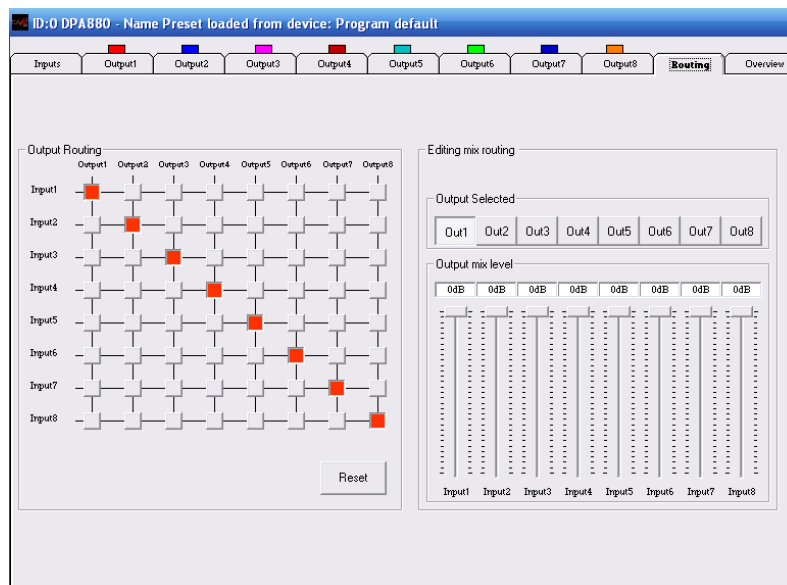 ID:0 DPA880 - Name Preset loaded from device: Program default
Inputs Output1 Output2 Output3 Output4 Output5 Output6 Output7 Output8 Routing Overview
Output Routing
Output1 Output2 Output3 Output4 Output5 Output6 Output7 Output8
Input1
Input2
Input3
Input4
Input5
Input6
Input7
Input8
Reset
Editing mix routing
Output Selected
Out1 Out2 Out3 Out4 Out5 Out6 Out7 Out8
Output mix level
0dB 0dB 0dB 0dB 0dB 0dB 0dB 0dB
Input1 Input2 Input3 Input4 Input5 Input6 Input7 Input8